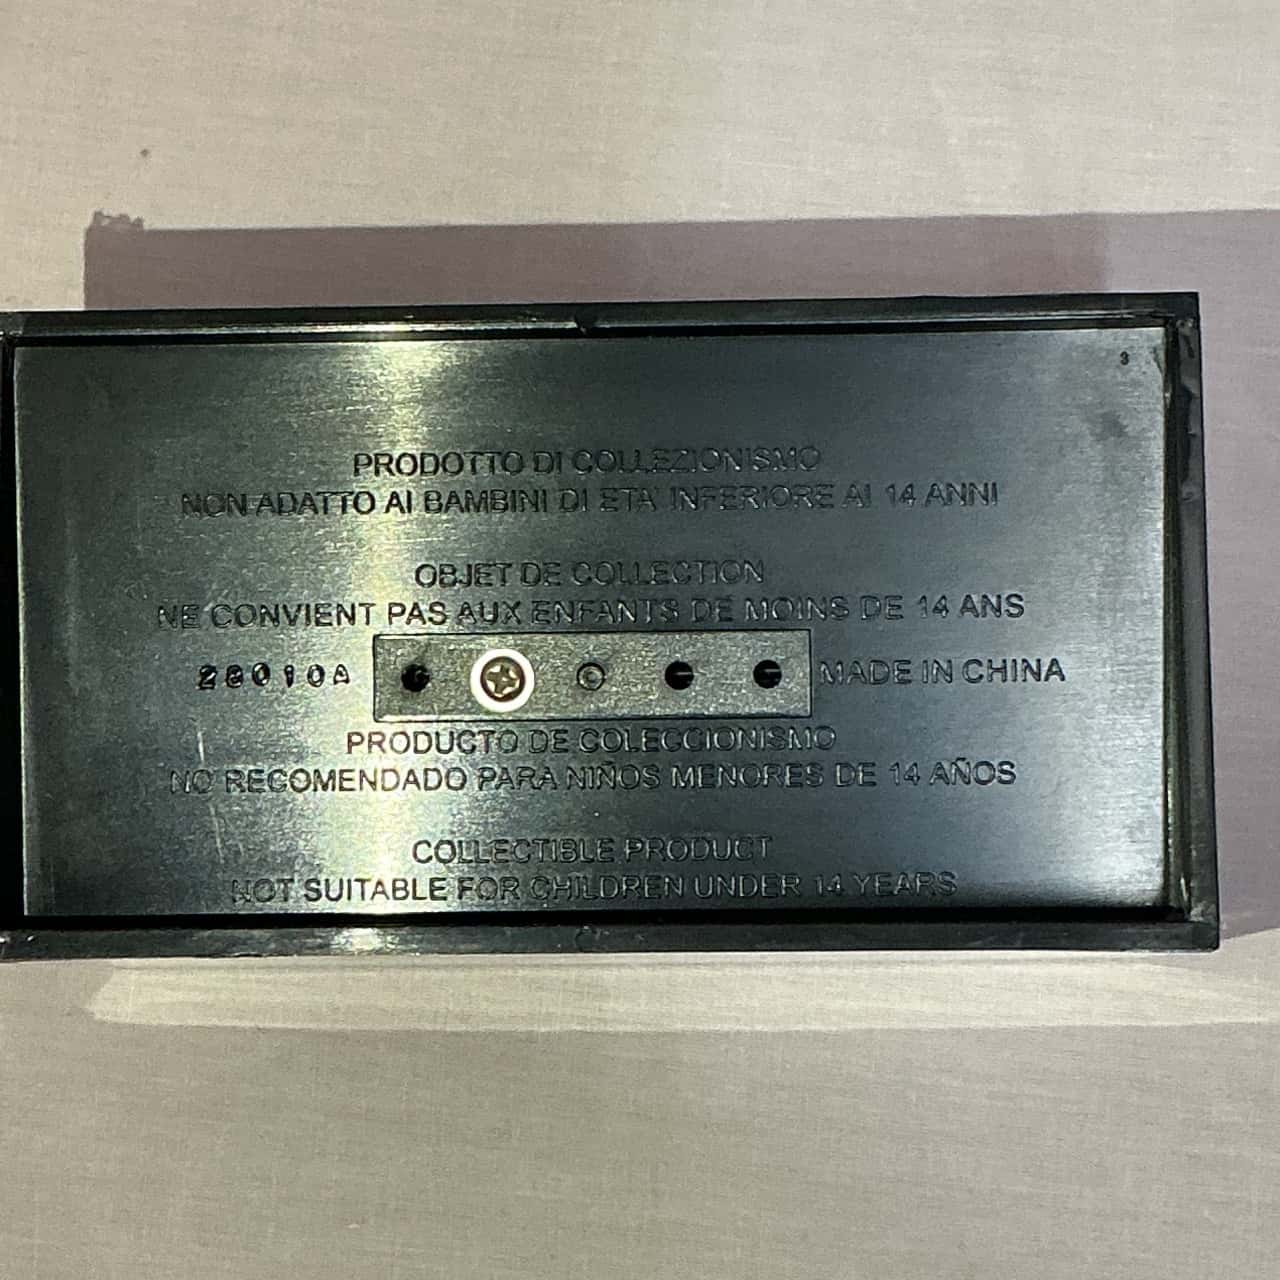 3
PRODOTTO DI COLLEZIONISMO
NON ADATTO AI BAMBINI DI ETA' INFERIORE AI 14 ANNI
OBJET DE COLLECTION
NE CONVIENT PAS AUX ENFANTS DE MOINS DE 14 ANS
28010A © MADE IN CHINA
PRODUCTO DE COLECCIONISMO
NO RECOMENDADO PARA NIÑOS MENORES DE 14 AÑOS
COLLECTIBLE PRODUCT
NOT SUITABLE FOR CHILDREN UNDER 14 YEARS